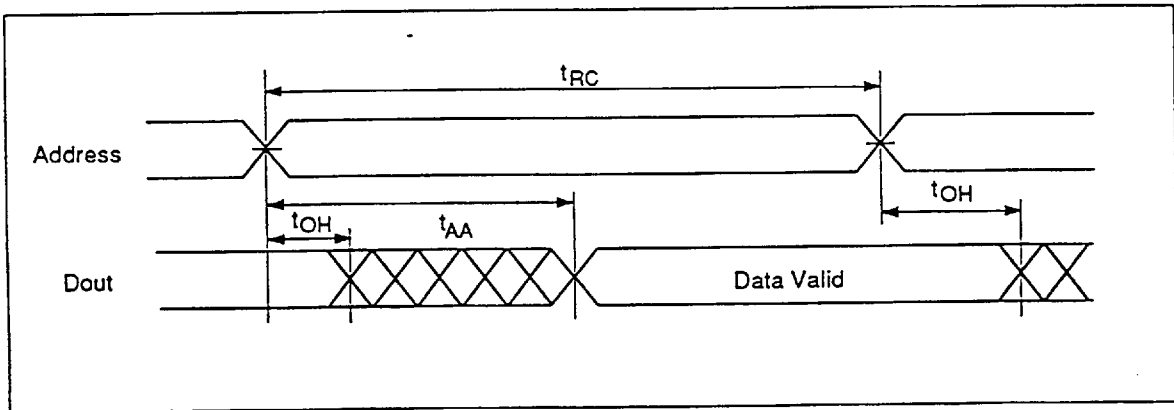 tRC
Address
tOH
tOH
tAA
Dout
Data Valid